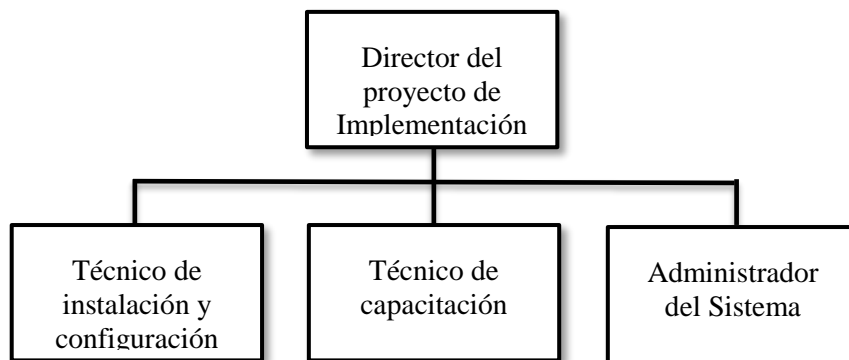 Director del
proyecto de
Implementación
Técnico de
instalación y
configuración
Técnico de
capacitación
Administrador
del Sistema